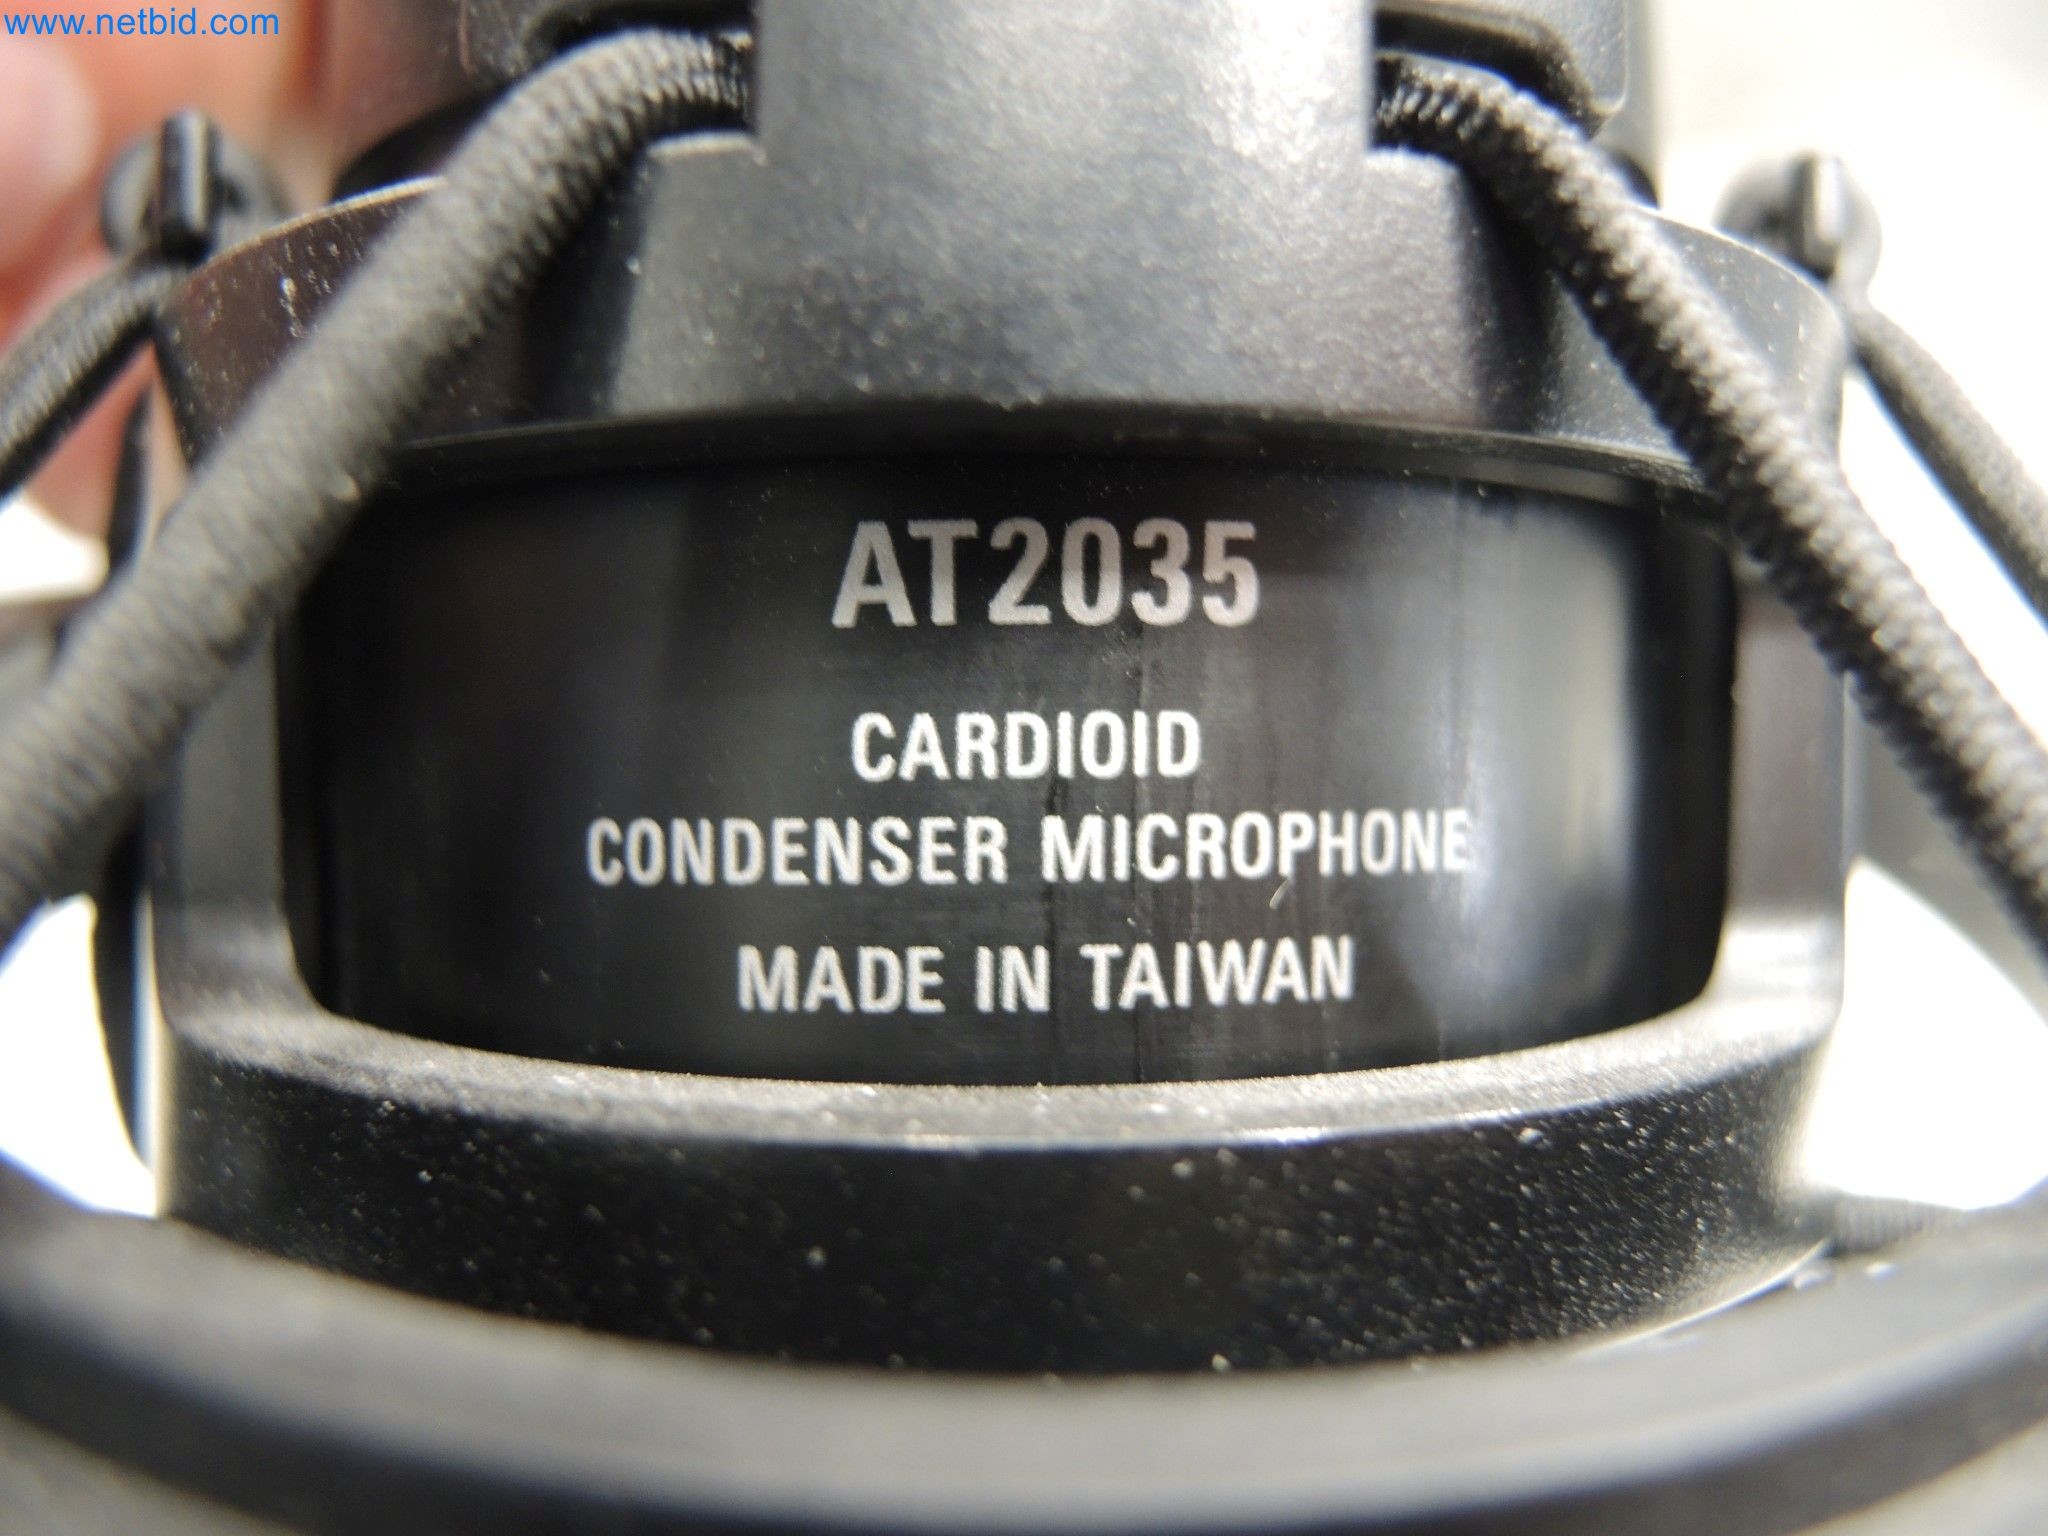 www.netbid.com
AT2035
CARDIOID
CONDENSER MICROPHONE
MADE IN TAIWAN